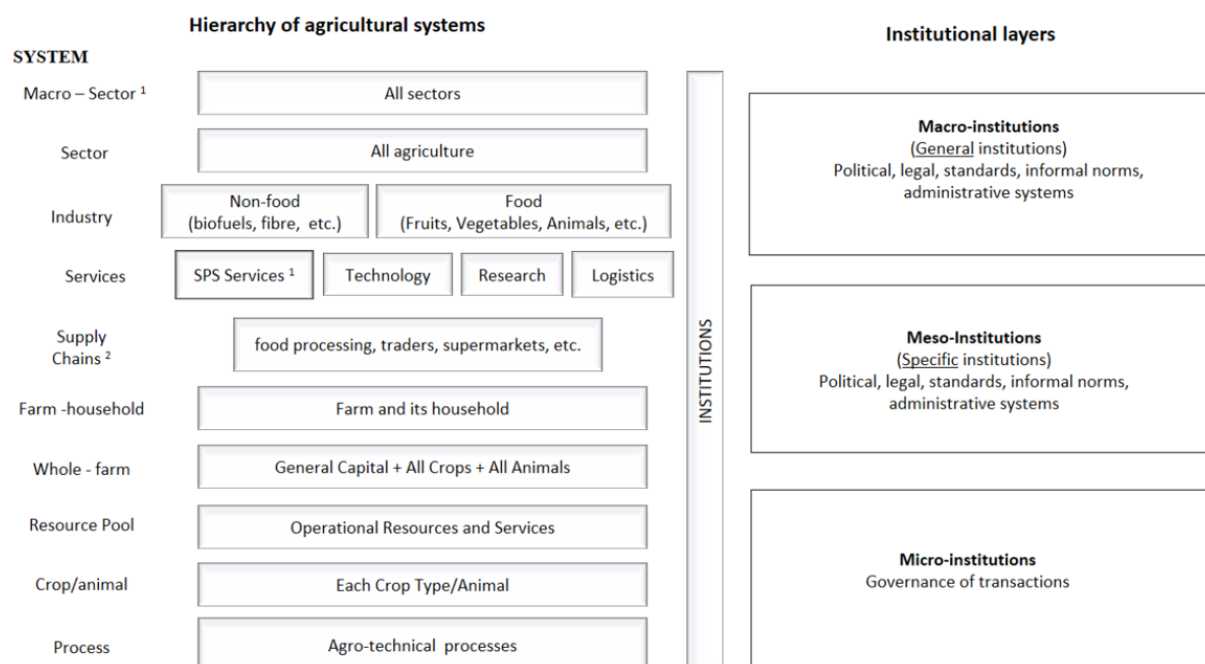 Hierarchy of agricultural systems
Institutional layers
SYSTEM
Macro – Sector ¹
All sectors
Sector
All agriculture
Industry
Non-food
(biofuels, fibre, etc.)
Food
(Fruits, Vegetables, Animals, etc.)
Services
SPS Services ¹
Technology
Research
Logistics
Supply
Chains ²
food processing, traders, supermarkets, etc.
Farm -household
Farm and its household
Whole - farm
General Capital + All Crops + All Animals
Resource Pool
Operational Resources and Services
Crop/animal
Each Crop Type/Animal
Process
Agro-technical processes
INSTITUTIONS
Macro-institutions
(General institutions)
Political, legal, standards, informal norms,
administrative systems
Meso-Institutions
(Specific institutions)
Political, legal, standards, informal norms,
administrative systems
Micro-institutions
Governance of transactions